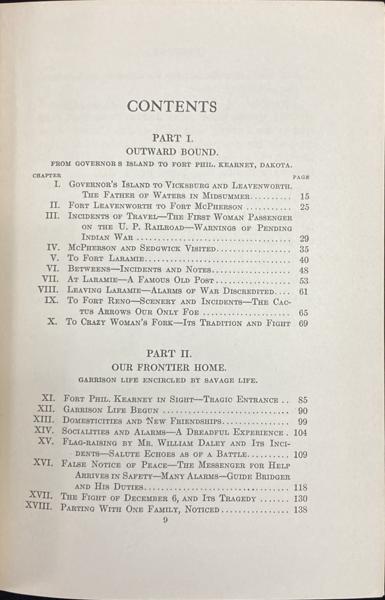 CONTENTS
PART I.
OUTWARD BOUND.
FROM GOVERNOR'S ISLAND TO FORT PHIL. KEARNEY, DAKOTA.
CHAPTER PAGE
I. Governor's Island to Vicksburg and Leavenworth.
The Father of Waters in Midsummer........ 15
II. Fort Leavenworth to Fort McPherson .......... 25
III. Incidents of Travel—The First Woman Passenger
on the U. P. Railroad—Warnings of Pending
Indian War .................................. 29
IV. McPherson and Sedgwick Visited................ 35
V. To Fort Laramie................................ 40
VI. Betweens—Incidents and Notes.................. 48
VII. At Laramie—A Famous Old Post................ 53
VIII. Leaving Laramie—Alarms of War Discredited.... 61
IX. To Fort Reno—Scenery and Incidents—The Cac-
tus Arrows Our Only Foe.................... 65
X. To Crazy Woman's Fork—Its Tradition and Fight 69
PART II.
OUR FRONTIER HOME.
GARRISON LIFE ENCIRCLED BY SAVAGE LIFE.
XI. Fort Phil. Kearney in Sight—Tragic Entrance .. 85
XII. Garrison Life Begun ............................ 90
XIII. Domesticities and New Friendships.............. 99
XIV. Socialities and Alarms—A Dreadful Experience . 104
XV. Flag-raising by Mr. William Daley and Its Inci-
dents—Salute Echoes as of a Battle.......... 109
XVI. False Notice of Peace—The Messenger for Help
Arrives in Safety—Many Alarms—Guide Bridger
and His Duties................................ 118
XVII. The Fight of December 6, and Its Tragedy ....... 130
XVIII. Parting With One Family, Noticed ............... 138
9